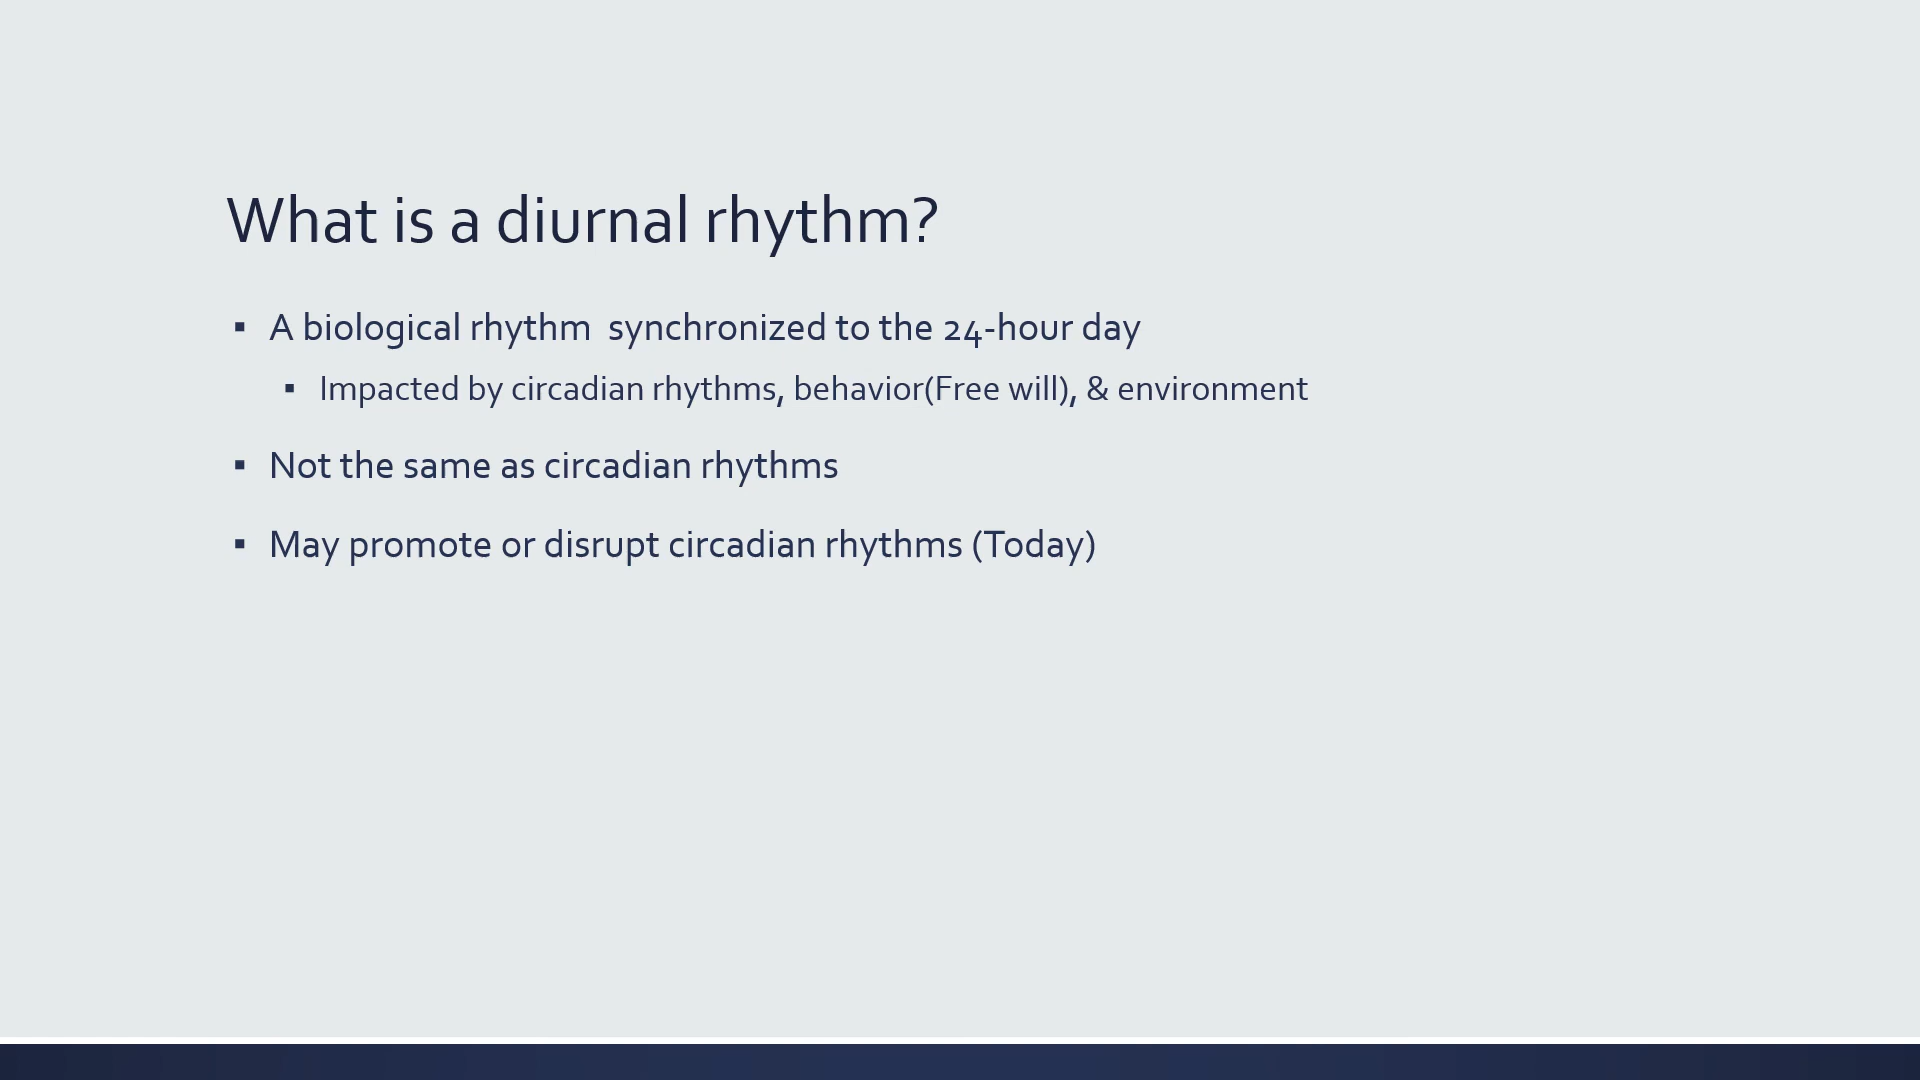 What is a diurnal rhythm?
▪ A biological rhythm  synchronized to the 24-hour day
▪ Impacted by circadian rhythms, behavior(Free will), & environment
▪ Not the same as circadian rhythms
▪ May promote or disrupt circadian rhythms (Today)